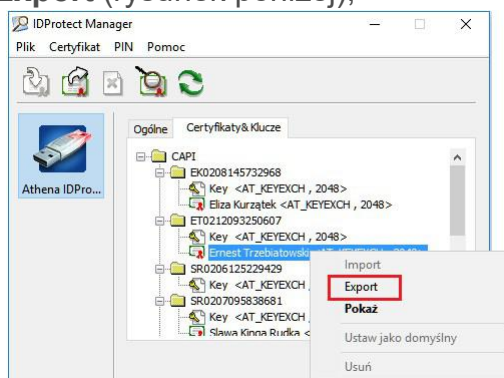 Export (rysunek poniżej);
IDProtect Manager
Plik Certyfikat PIN Pomoc
Ogólne Certyfikaty& Klucze
Athena IDPro...
CAPI
EK0208145732968
Key <AT_KEYEXCH , 2048>
Eliza Kurzątek <AT_KEYEXCH , 2048>
ET0212093250607
Key <AT_KEYEXCH , 2048>
Ernest Trzebiatowski <AT_KEYEXCH , 2048>
SR0206125229429
Key <AT_KEYEXCH
SR0207095838681
Key <AT_KEYEXCH
Sława Kinga Rudka <
Import
Export
Pokaż
Ustaw jako domyślny
Usuń